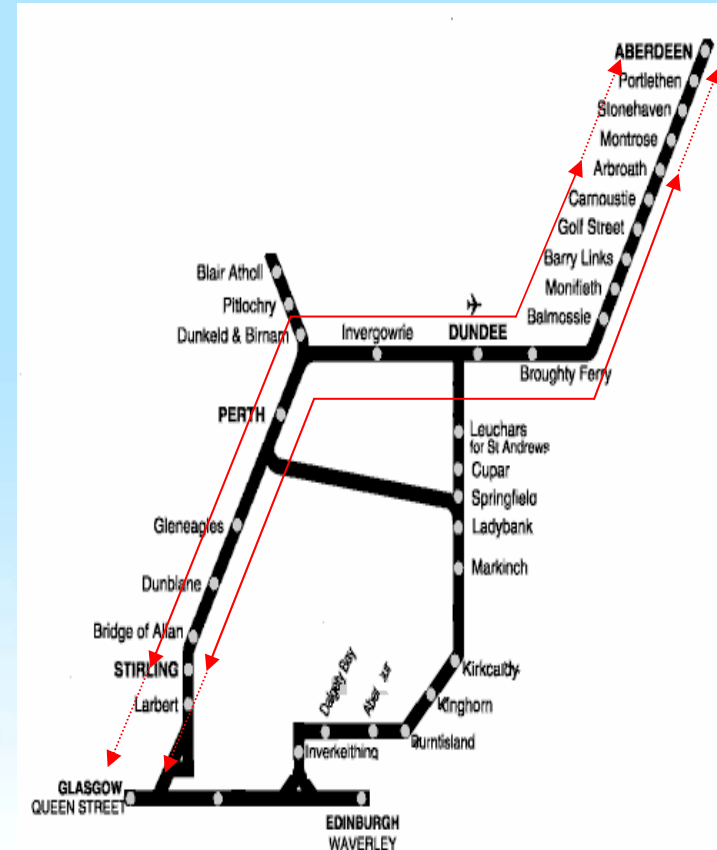 ABERDEEN
Portlethen
Stonehaven
Montrose
Arbroath
Carnoustie
Golf Street
Barry Links
Monifieth
Balmossie
Blair Atholl
Pitlochry
Dunkeld & Birnam
Invergowrie
DUNDEE
Broughty Ferry
PERTH
Leuchars
for St Andrews
Cupar
Springfield
Ladybank
Gleneagles
Markinch
Dunblane
Bridge of Allan
STIRLING
Larbert
Kirkcaldy
Kinghorn
Burntisland
Dalgety Bay
Inverkeithing
GLASGOW
QUEEN STREET
EDINBURGH
WAVERLEY